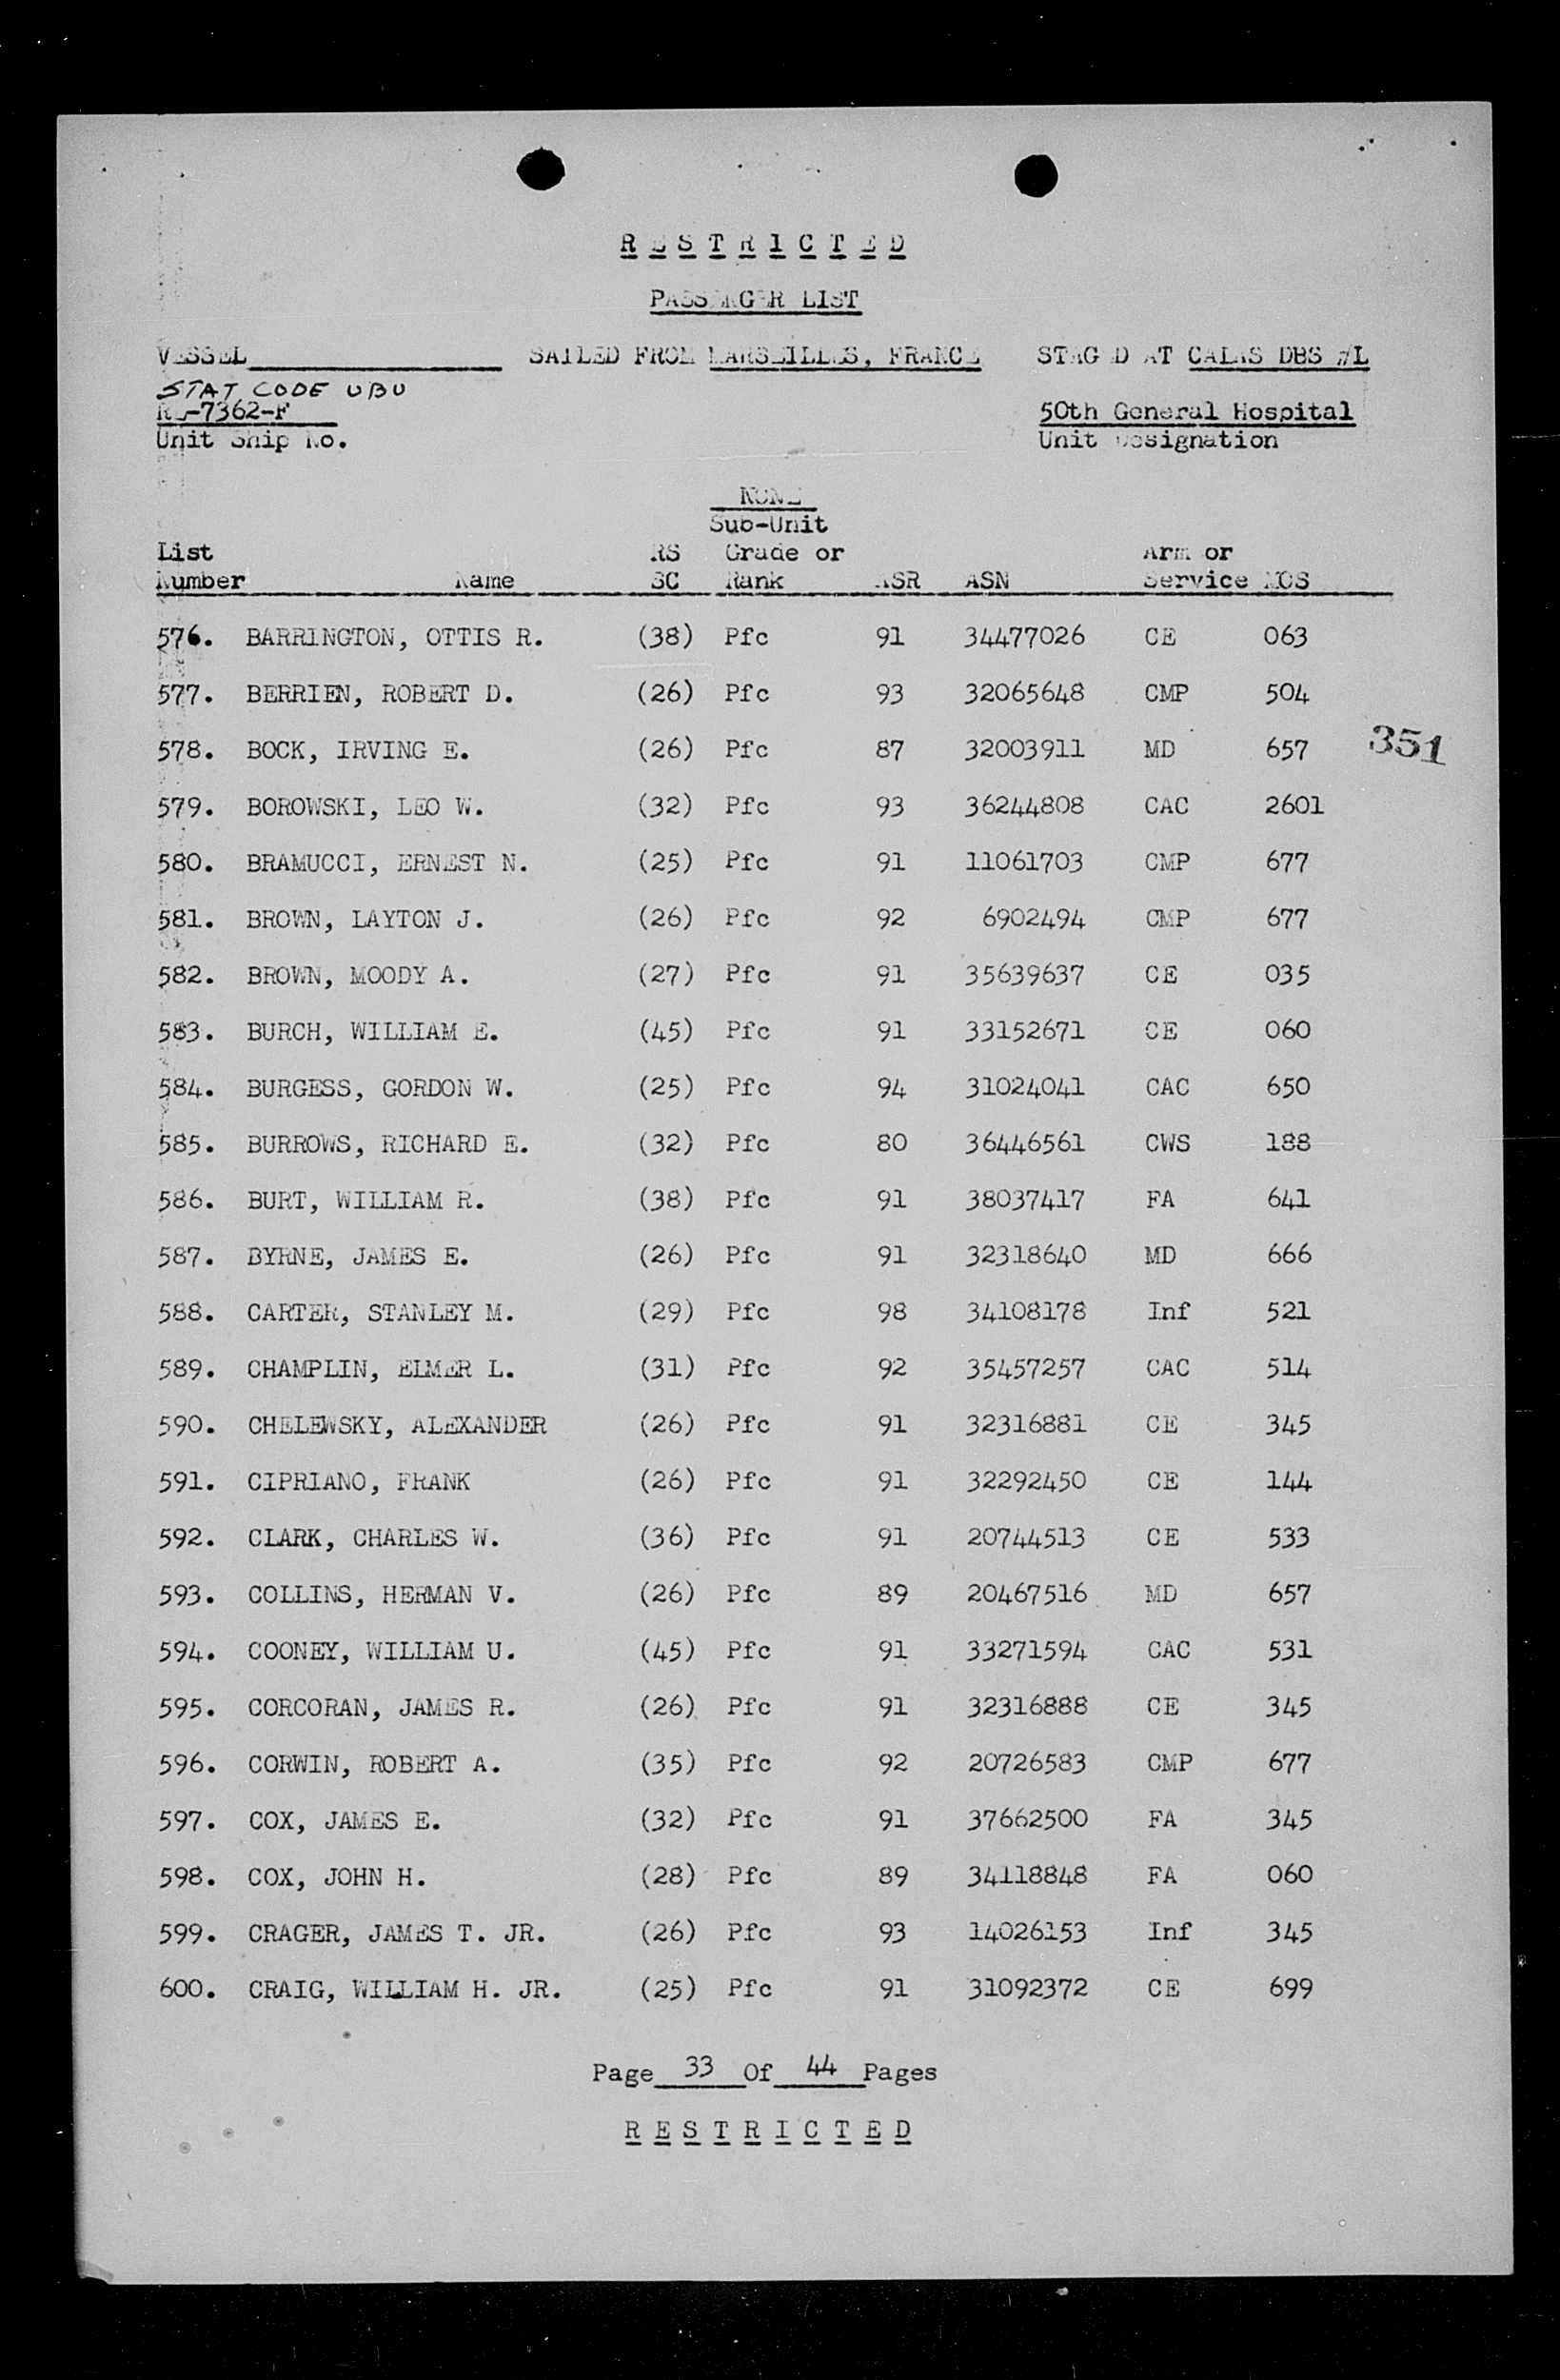 R E S T R I C T E D
PASSENGER LIST
VESSEL SAILED FROM MARSEILLES, FRANCE STAGED AT CALAS DBS
STAT CODE UBU
-7362-F 50th General Hospital
Unit Ship No. Unit Designation
NONE
Sub-Unit
List RS Grade or Arm or
Number Name SC Rank ASR ASN Service MOS
576. BARRINGTON, OTTIS R. (38) Pfc 91 34477026 CE 063
577. BERRIEN, ROBERT D. (26) Pfc 93 32065648 CMP 504
578. BOCK, IRVING E. (26) Pfc 87 32003911 MD 657 351
579. BOROWSKI, LEO W. (32) Pfc 93 36244808 CAC 2601
580. BRAMUCCI, ERNEST N. (25) Pfc 91 11061703 CMP 677
581. BROWN, LAYTON J. (26) Pfc 92 6902494 CMP 677
582. BROWN, MOODY A. (27) Pfc 91 35639637 CE 035
583. BURCH, WILLIAM E. (45) Pfc 91 33152671 CE 060
584. BURGESS, GORDON W. (25) Pfc 94 31024041 CAC 650
585. BURROWS, RICHARD E. (32) Pfc 80 36446561 CWS 188
586. BURT, WILLIAM R. (38) Pfc 91 38037417 FA 641
587. BYRNE, JAMES E. (26) Pfc 91 32318640 MD 666
588. CARTER, STANLEY M. (29) Pfc 98 34108178 Inf 521
589. CHAMPLIN, ELMER L. (31) Pfc 92 35457257 CAC 514
590. CHELEWSKY, ALEXANDER (26) Pfc 91 32316881 CE 345
591. CIPRIANO, FRANK (26) Pfc 91 32292450 CE 144
592. CLARK, CHARLES W. (36) Pfc 91 20744513 CE 533
593. COLLINS, HERMAN V. (26) Pfc 89 20467516 MD 657
594. COONEY, WILLIAM U. (45) Pfc 91 33271594 CAC 531
595. CORCORAN, JAMES R. (26) Pfc 91 32316888 CE 345
596. CORWIN, ROBERT A. (35) Pfc 92 20726583 CMP 677
597. COX, JAMES E. (32) Pfc 91 37662500 FA 345
598. COX, JOHN H. (28) Pfc 89 34118848 FA 060
599. CRAGER, JAMES T. JR. (26) Pfc 93 14026153 Inf 345
600. CRAIG, WILLIAM H. JR. (25) Pfc 91 31092372 CE 699
Page 33 Of 44 Pages
R E S T R I C T E D